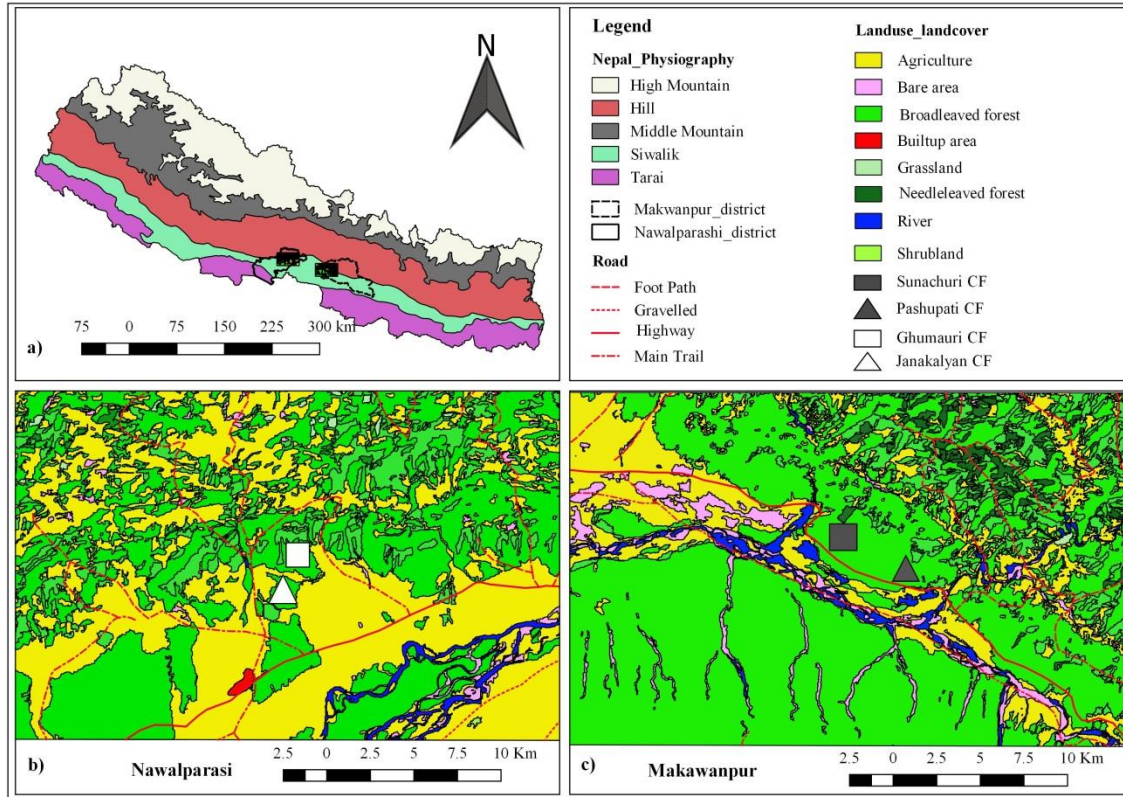 N
75 0 75 150 225 300 km
a)
Legend
Nepal_Physiography
High Mountain
Hill
Middle Mountain
Siwalik
Tarai
Makwanpur_district
Nawalparashi_district
Road
Foot Path
Gravelled
Highway
Main Trail
Landuse_landcover
Agriculture
Bare area
Broadleaved forest
Builtup area
Grassland
Needleleaved forest
River
Shrubland
Sunachuri CF
Pashupati CF
Ghumauri CF
Janakalyan CF
2.5 0 2.5 5 7.5 10 Km
b) Nawalparasi
2.5 0 2.5 5 7.5 10 Km
c) Makawanpur